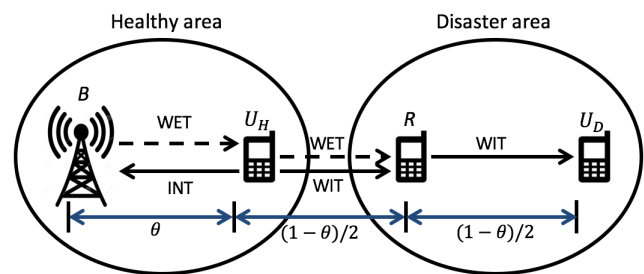 Healthy area
Disaster area
B
U_H
R
U_D
WET
WET
WIT
INT
WIT
θ
(1 − θ)/2
(1 − θ)/2